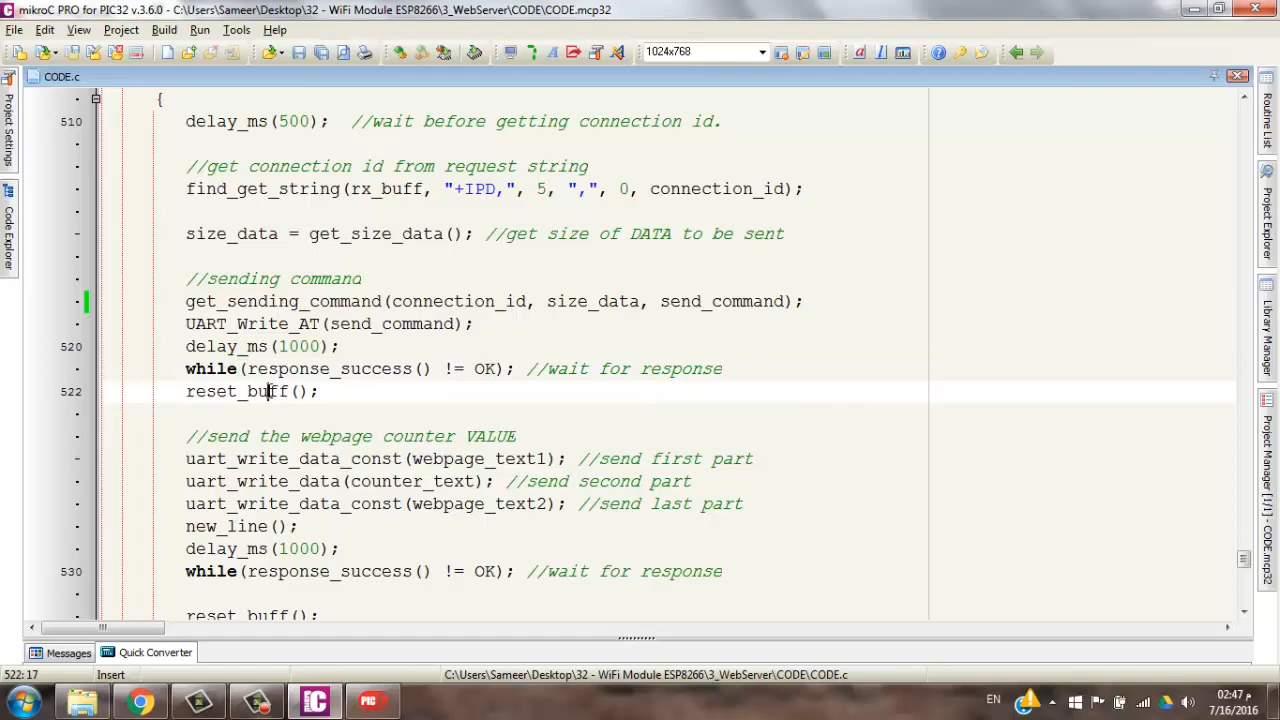 mikroC PRO for PIC32 v.3.6.0 - C:\Users\Sameer\Desktop\32 - WiFi Module ESP8266\3_WebServer\CODE\CODE.mcp32
File Edit View Project Build Run Tools Help
1024x768
CODE.c
Project Settings
Code Explorer
Routine List
Project Explorer
Library Manager
Project Manager [1/1] - CODE.mcp32
{
510 delay_ms(500); //wait before getting connection id.
//get connection id from request string
find_get_string(rx_buff, "+IPD,", 5, ",", 0, connection_id);
size_data = get_size_data(); //get size of DATA to be sent
//sending command
get_sending_command(connection_id, size_data, send_command);
UART_Write_AT(send_command);
520 delay_ms(1000);
while(response_success() != OK); //wait for response
522 reset_buff();
//send the webpage counter VALUE
uart_write_data_const(webpage_text1); //send first part
uart_write_data(counter_text); //send second part
uart_write_data_const(webpage_text2); //send last part
new_line();
delay_ms(1000);
530 while(response_success() != OK); //wait for response
reset_buff();
Messages Quick Converter
522:17 Insert C:\Users\Sameer\Desktop\32 - WiFi Module ESP8266\3_WebServer\CODE\CODE.c
EN
02:47 م
7/16/2016